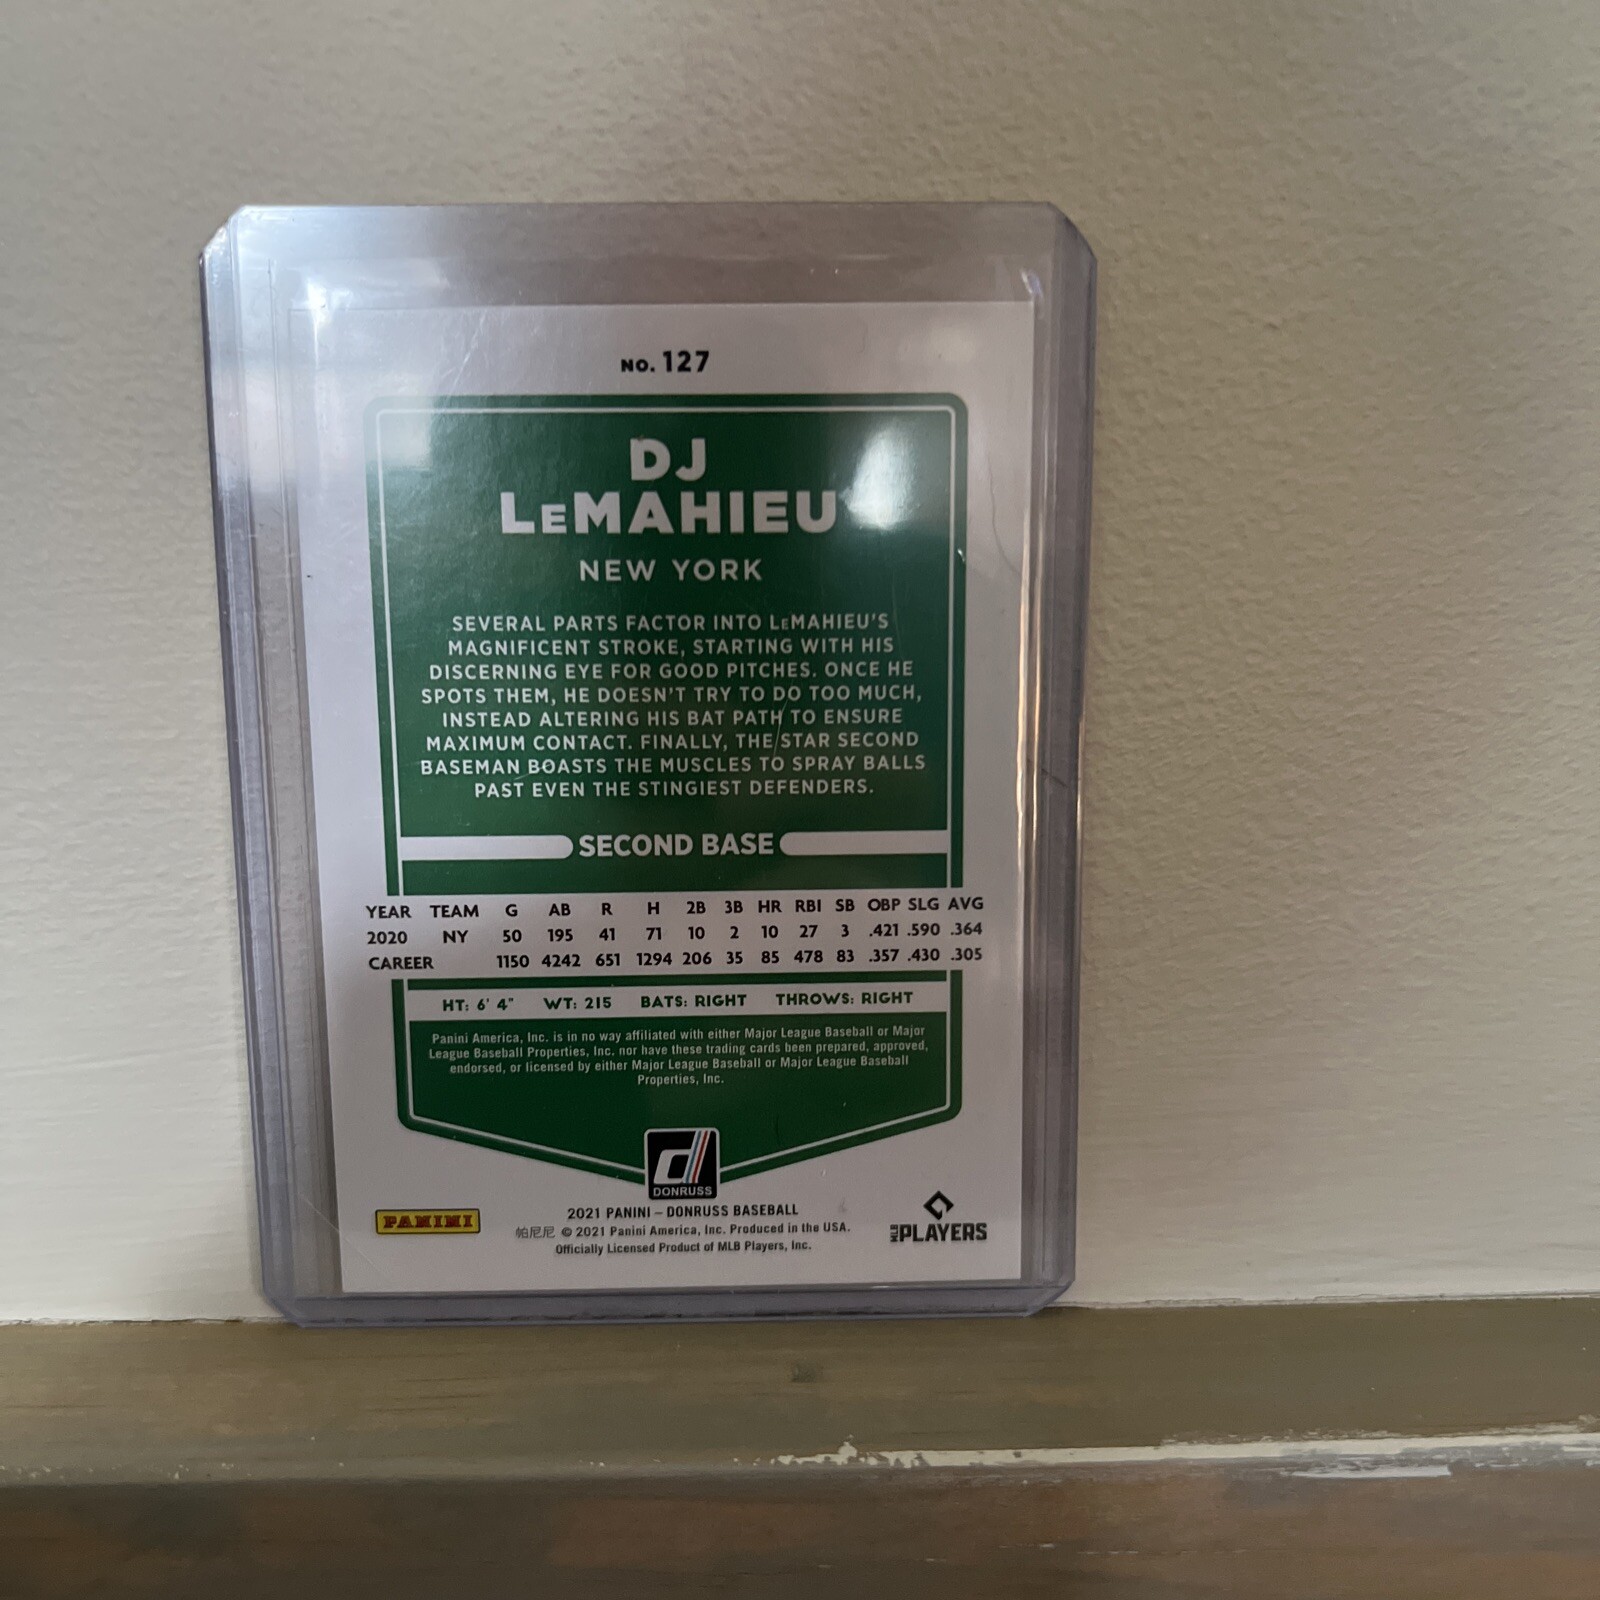 NO. 127
DJ
LeMAHIEU
NEW YORK
SEVERAL PARTS FACTOR INTO LeMAHIEU'S
MAGNIFICENT STROKE, STARTING WITH HIS
DISCERNING EYE FOR GOOD PITCHES. ONCE HE
SPOTS THEM, HE DOESN'T TRY TO DO TOO MUCH,
INSTEAD ALTERING HIS BAT PATH TO ENSURE
MAXIMUM CONTACT. FINALLY, THE STAR SECOND
BASEMAN BOASTS THE MUSCLES TO SPRAY BALLS
PAST EVEN THE STINGIEST DEFENDERS.
SECOND BASE
YEAR TEAM G AB R H 2B 3B HR RBI SB OBP SLG AVG
2020 NY 50 195 41 71 10 2 10 27 3 .421 .590 .364
CAREER 1150 4242 651 1294 206 35 85 478 83 .357 .430 .305
HT: 6' 4" WT: 215 BATS: RIGHT THROWS: RIGHT
Panini America, Inc. is in no way affiliated with either Major League Baseball or Major
League Baseball Properties, Inc. nor have these trading cards been prepared, approved,
endorsed, or licensed by either Major League Baseball or Major League Baseball
Properties, Inc.
d
DONRUSS
PANINI
2021 PANINI – DONRUSS BASEBALL
帕尼尼 © 2021 Panini America, Inc. Produced in the USA.
Officially Licensed Product of MLB Players, Inc.
MLB PLAYERS